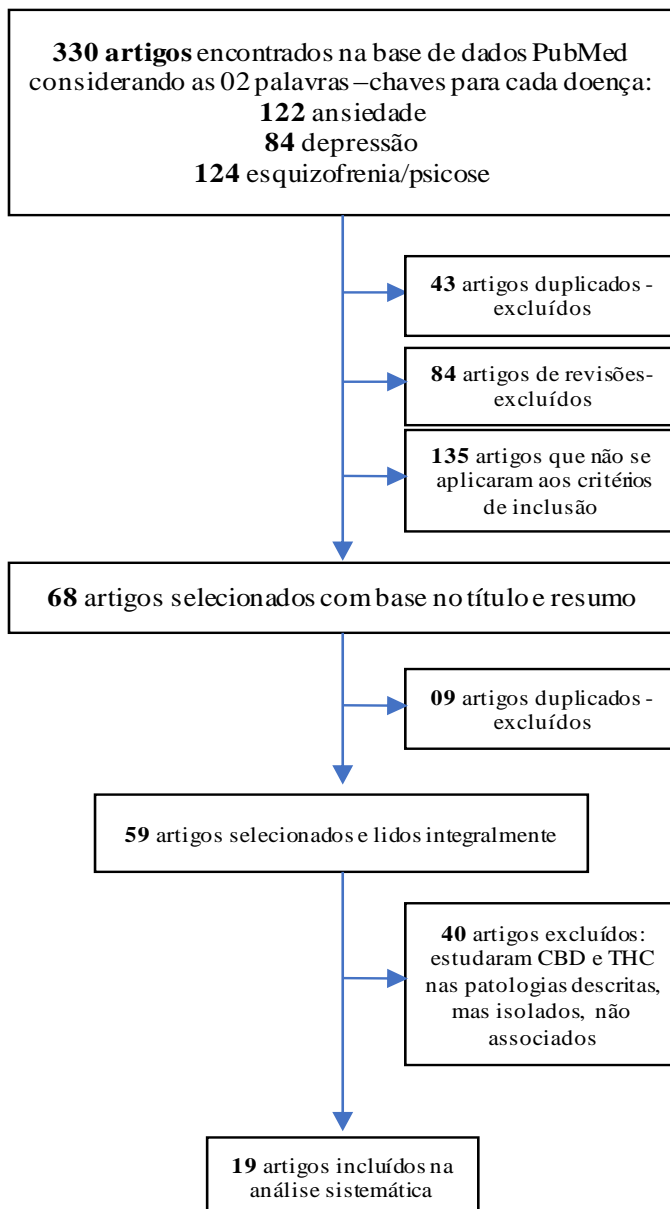 330 artigos encontrados na base de dados PubMed
considerando as 02 palavras –chaves para cada doença:
122 ansiedade
84 depressão
124 esquizofrenia/psicose
43 artigos duplicados -
excluídos
84 artigos de revisões-
excluídos
135 artigos que não se
aplicaram aos critérios
de inclusão
68 artigos selecionados com base no título e resumo
09 artigos duplicados -
excluídos
59 artigos selecionados e lidos integralmente
40 artigos excluídos:
estudaram CBD e THC
nas patologias descritas,
mas isolados, não
associados
19 artigos incluídos na
análise sistemática